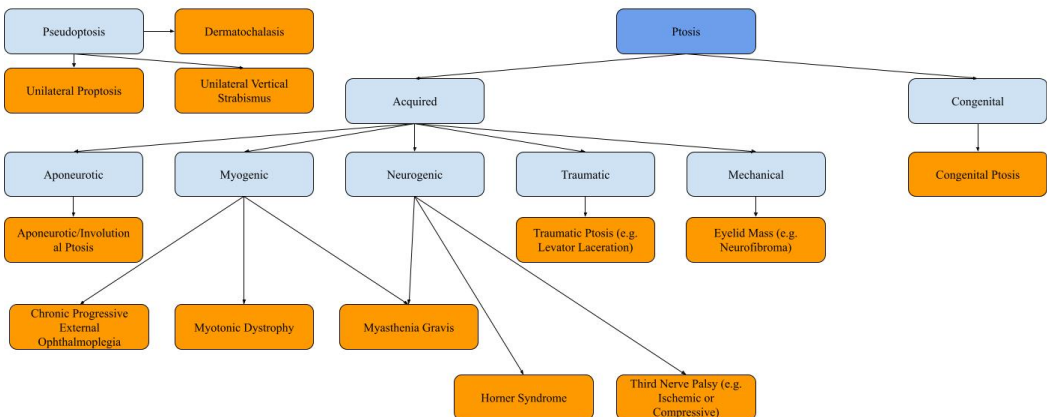 Pseudoptosis
Dermatochalasis
Ptosis
Unilateral Proptosis
Unilateral Vertical
Strabismus
Acquired
Congenital
Aponeurotic
Myogenic
Neurogenic
Traumatic
Mechanical
Congenital Ptosis
Aponeurotic/Involution
al Ptosis
Traumatic Ptosis (e.g.
Levator Laceration)
Eyelid Mass (e.g.
Neurofibroma)
Chronic Progressive
External
Ophthalmoplegia
Myotonic Dystrophy
Myasthenia Gravis
Horner Syndrome
Third Nerve Palsy (e.g.
Ischemic or
Compressive)